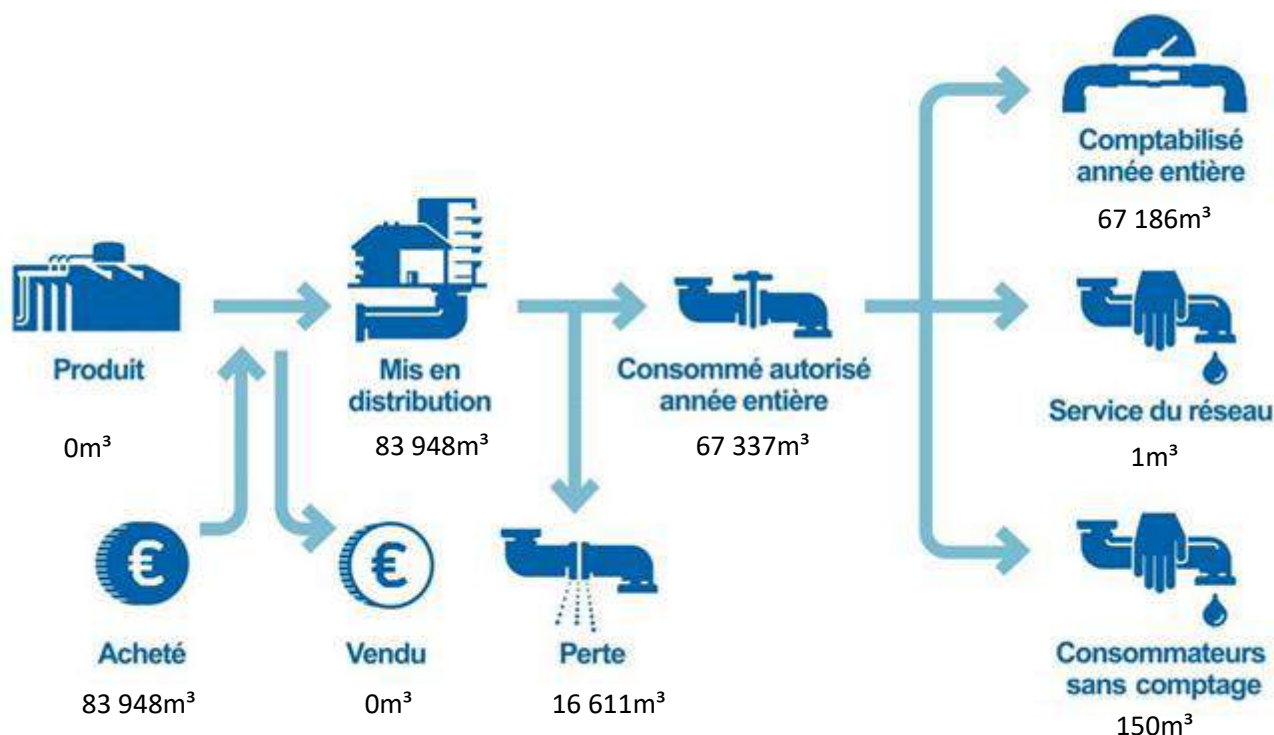 Comptabilisé
année entière
67 186m³
Produit
0m³
Mis en
distribution
83 948m³
Consommé autorisé
année entière
67 337m³
Service du réseau
1m³
€
Acheté
83 948m³
€
Vendu
0m³
Perte
16 611m³
Consommateurs
sans comptage
150m³